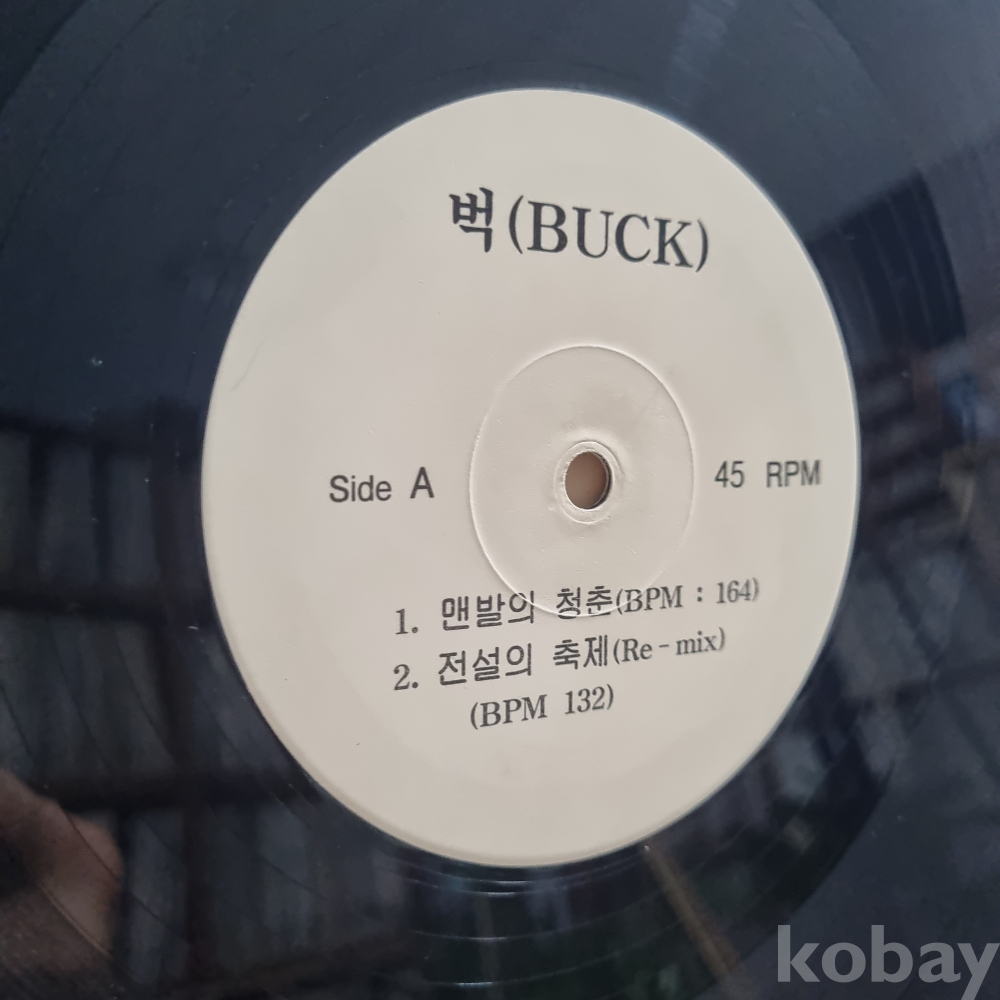 벅(BUCK)
Side A
45 RPM
1. 맨발의 청춘(BPM : 164)
2. 전설의 축제(Re-mix)
(BPM 132)
kobay